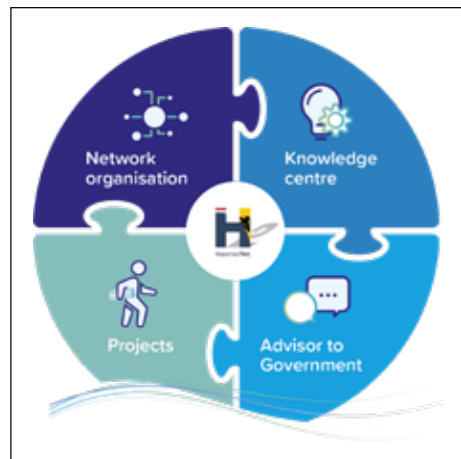 Network
organisation
Knowledge
centre
Projects
Advisor to
Government